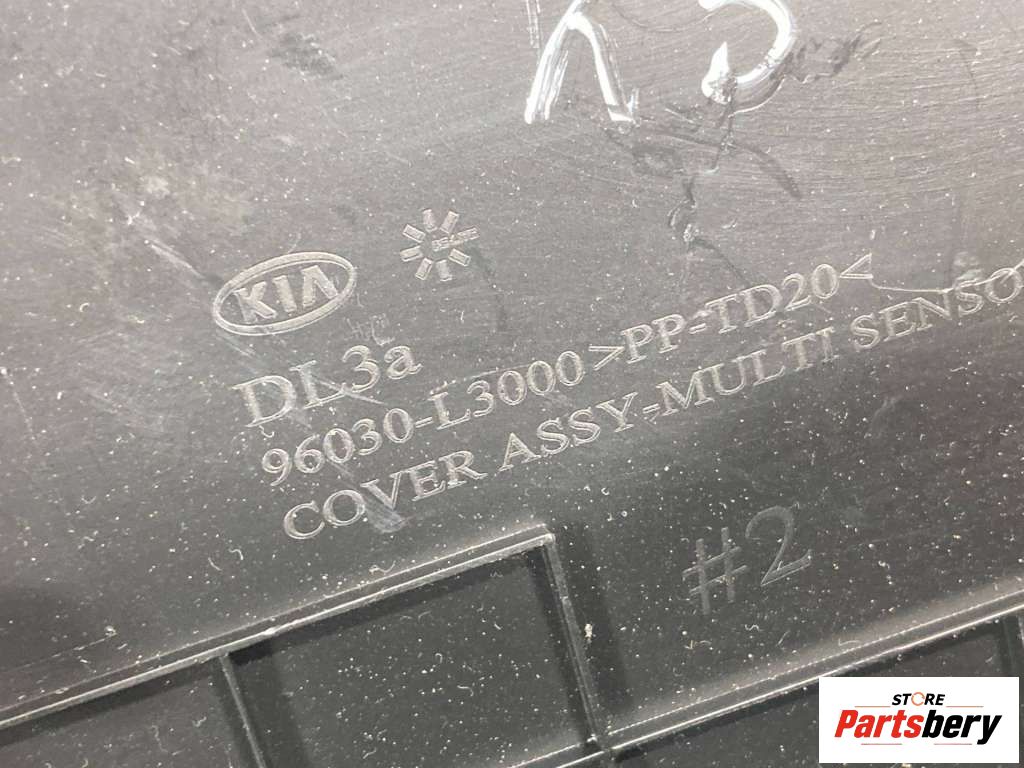 KIA
DL3a
96030-L3000 >PP-TD20<
COVER ASSY-MULTI SENSO
#2
STORE
Partsbery